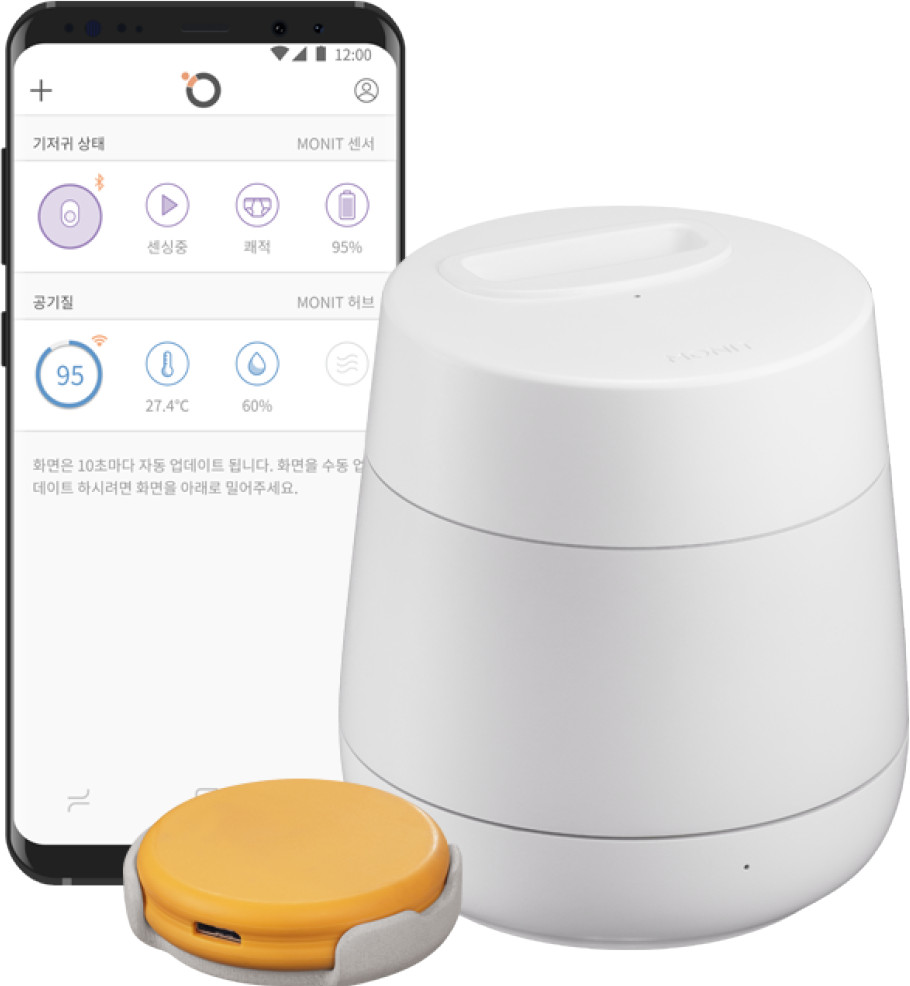 12:00
기저귀 상태 MONIT 센서
센싱중 쾌적 95%
공기질 MONIT 허브
95
27.4°C 60%
화면은 10초마다 자동 업데이트 됩니다. 화면을 수동 업
데이트 하시려면 화면을 아래로 밀어주세요.
MONIT